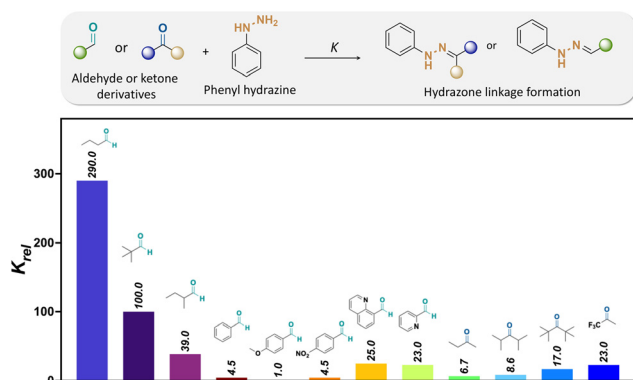 O
H
or
O
+
HN-NH₂
K
N
N
H
or
N
N
H
Aldehyde or ketone
derivatives
Phenyl hydrazine
Hydrazone linkage formation
K_rel
300
200
100
0
O
H
290.0
O
H
100.0
O
H
39.0
O
H
4.5
O
O
H
1.0
O
H
NO₂
4.5
N
O
H
25.0
O
H
N
23.0
O
6.7
O
8.6
O
17.0
O
F₃C
23.0